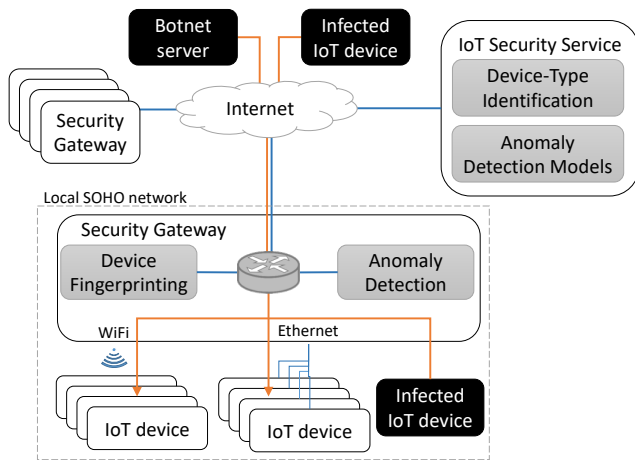 Botnet
server
Infected
IoT device
IoT Security Service
Device-Type
Identification
Anomaly
Detection Models
Security
Gateway
Internet
Local SOHO network
Security Gateway
Device
Fingerprinting
Anomaly
Detection
WiFi
Ethernet
IoT device
IoT device
Infected
IoT device